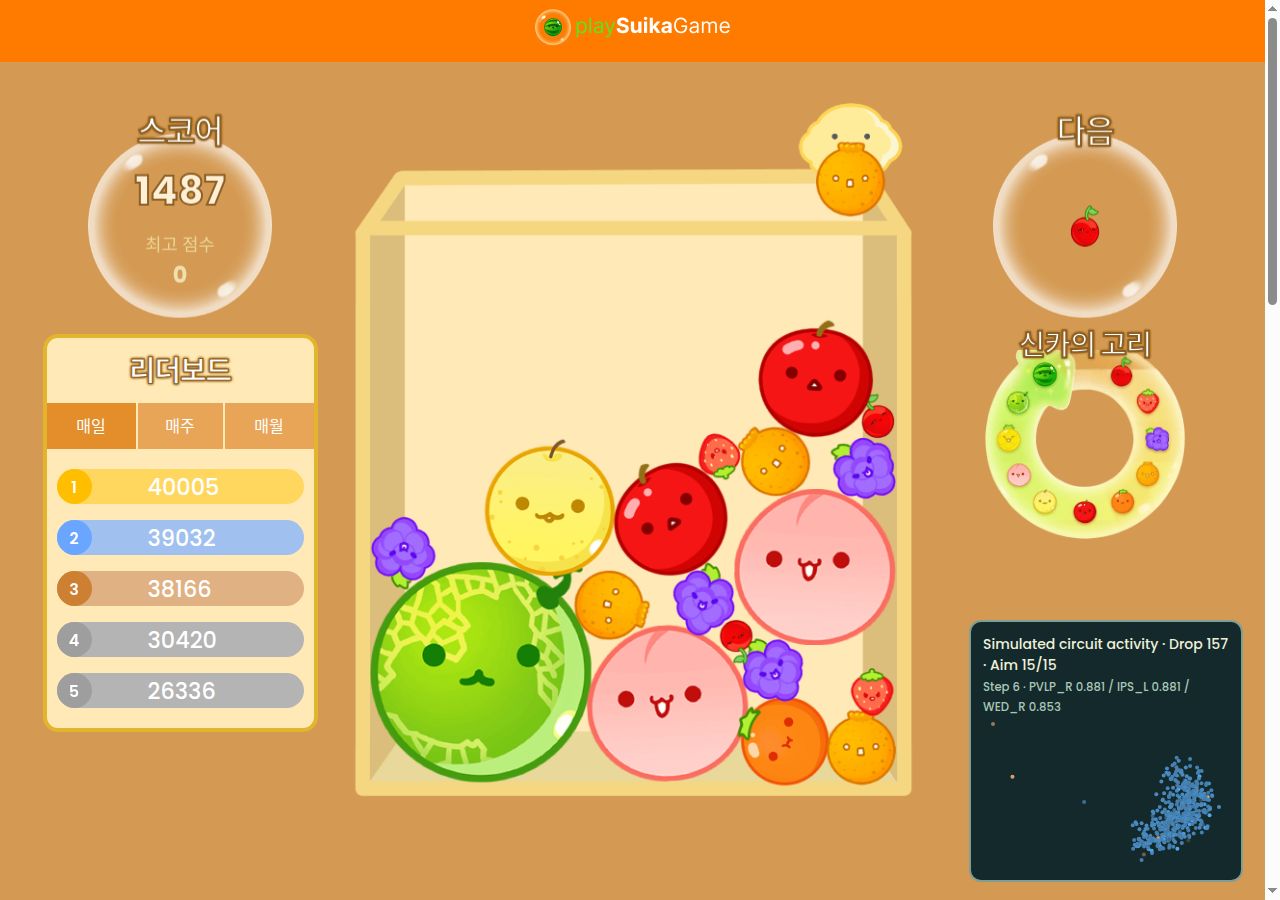 playSuikaGame
스코어
1487
최고 점수
0
다음
리더보드
매일 매주 매월
1 40005
2 39032
3 38166
4 30420
5 26336
신카의 고리
Simulated circuit activity · Drop 157
· Aim 15/15
Step 6 · PVLP_R 0.881 / IPS_L 0.881 /
WED_R 0.853